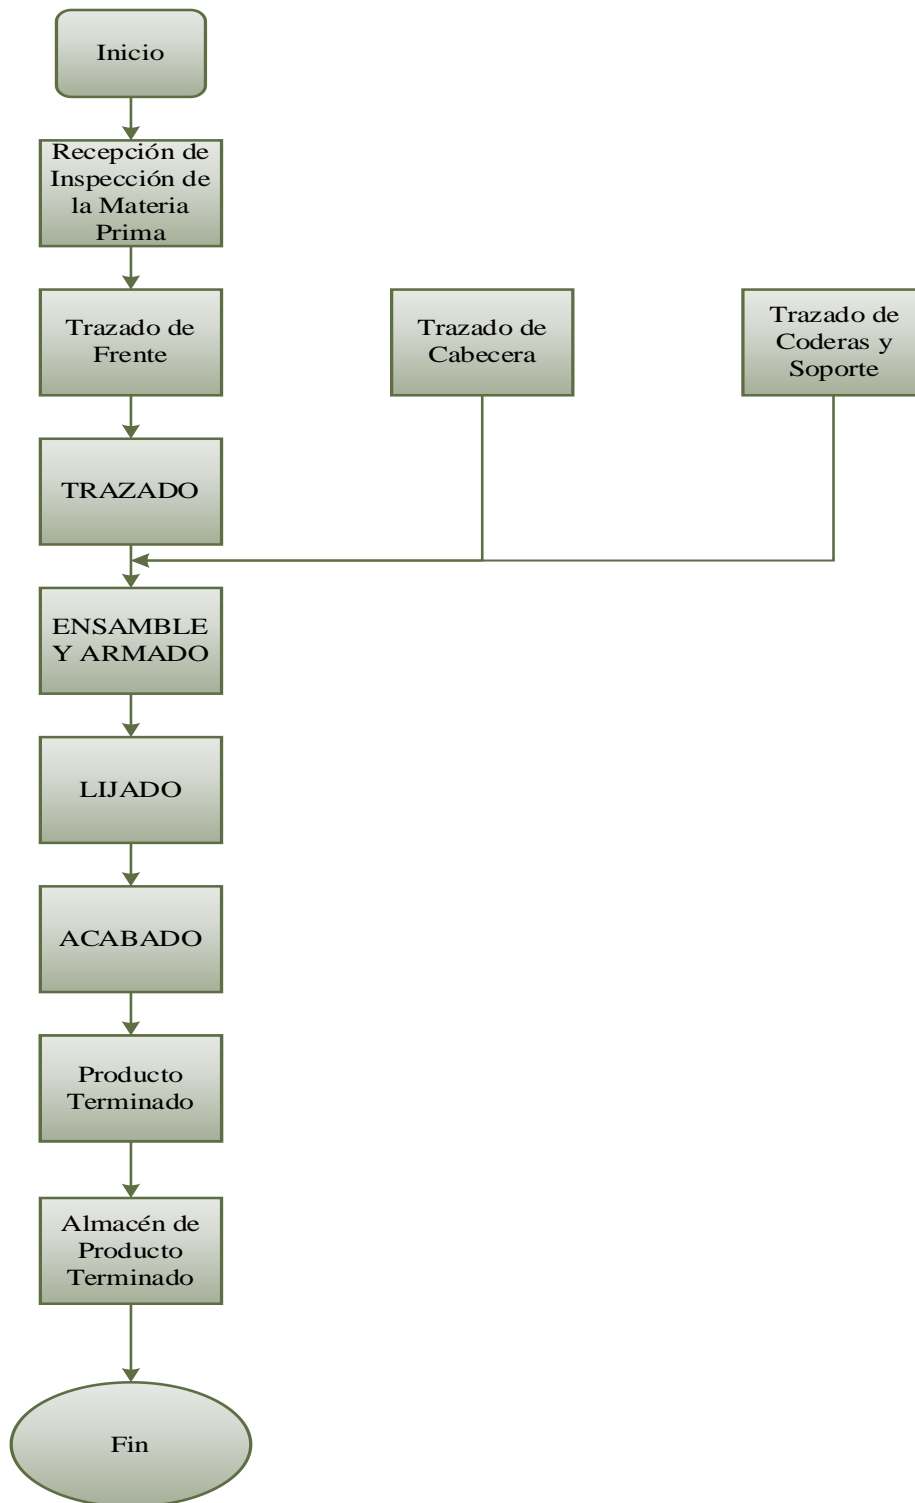 Inicio
Recepción de
Inspección de
la Materia
Prima
Trazado de
Frente
Trazado de
Cabecera
Trazado de
Coderas y
Soporte
TRAZADO
ENSAMBLE
Y ARMADO
LIJADO
ACABADO
Producto
Terminado
Almacén de
Producto
Terminado
Fin